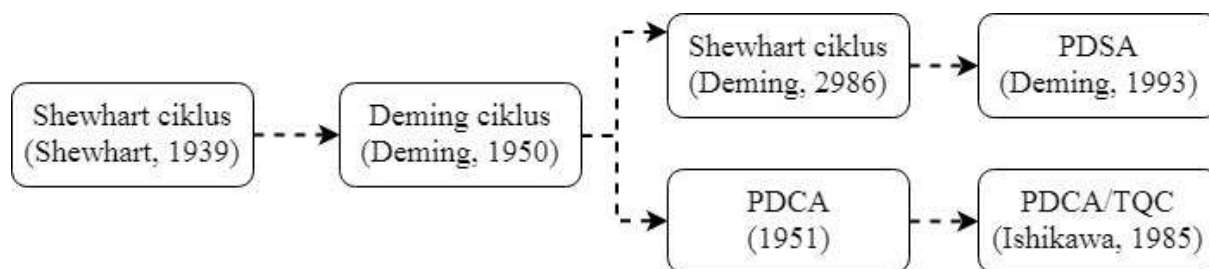 Shewhart ciklus
(Shewhart, 1939)
Deming ciklus
(Deming, 1950)
Shewhart ciklus
(Deming, 2986)
PDSA
(Deming, 1993)
PDCA
(1951)
PDCA/TQC
(Ishikawa, 1985)